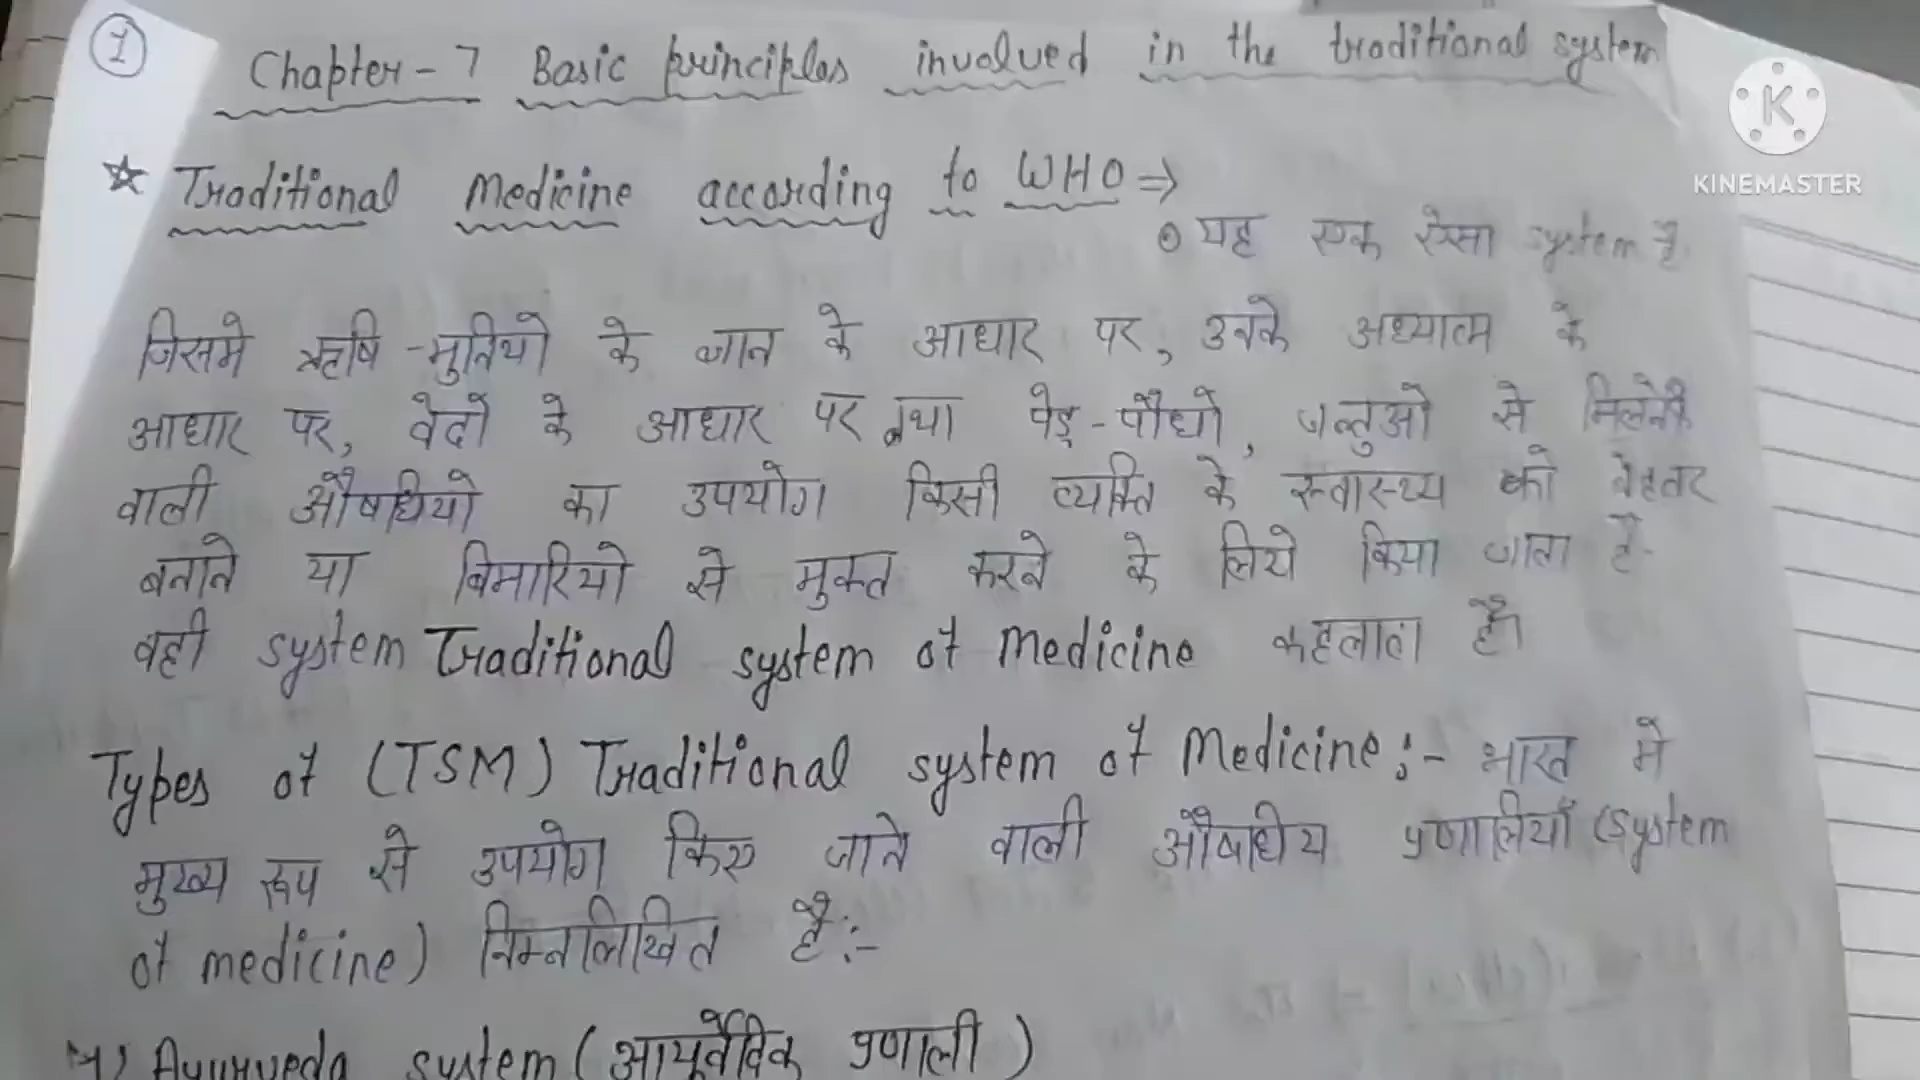 1
Chapter-7 Basic principles involved in the traditional system
K
KINEMASTER
☆ Traditional Medicine according to WHO ⇒
⊙ यह एक ऐसा system है
जिसमे ऋषि-मुनियो के ज्ञान के आधार पर, उनके अध्यात्म के
आधार पर, वेदों के आधार पर तथा पेड़-पौधो, जन्तुओ से मिलने
वाली औषधियो का उपयोग किसी व्यक्ति के स्वास्थ्य को बेहतर
बनाने या बिमारियो से मुक्त करने के लिये किया जाता है
वही system Traditional system of Medicine कहलाता है।
Types of (TSM) Traditional system of Medicine:- भारत मे
मुख्य रूप से उपयोग किए जाने वाली औषधिय प्रणालियाँ (system
of medicine) निम्नलिखित है:-
Ayurveda system (आयुर्वेदिक प्रणाली)